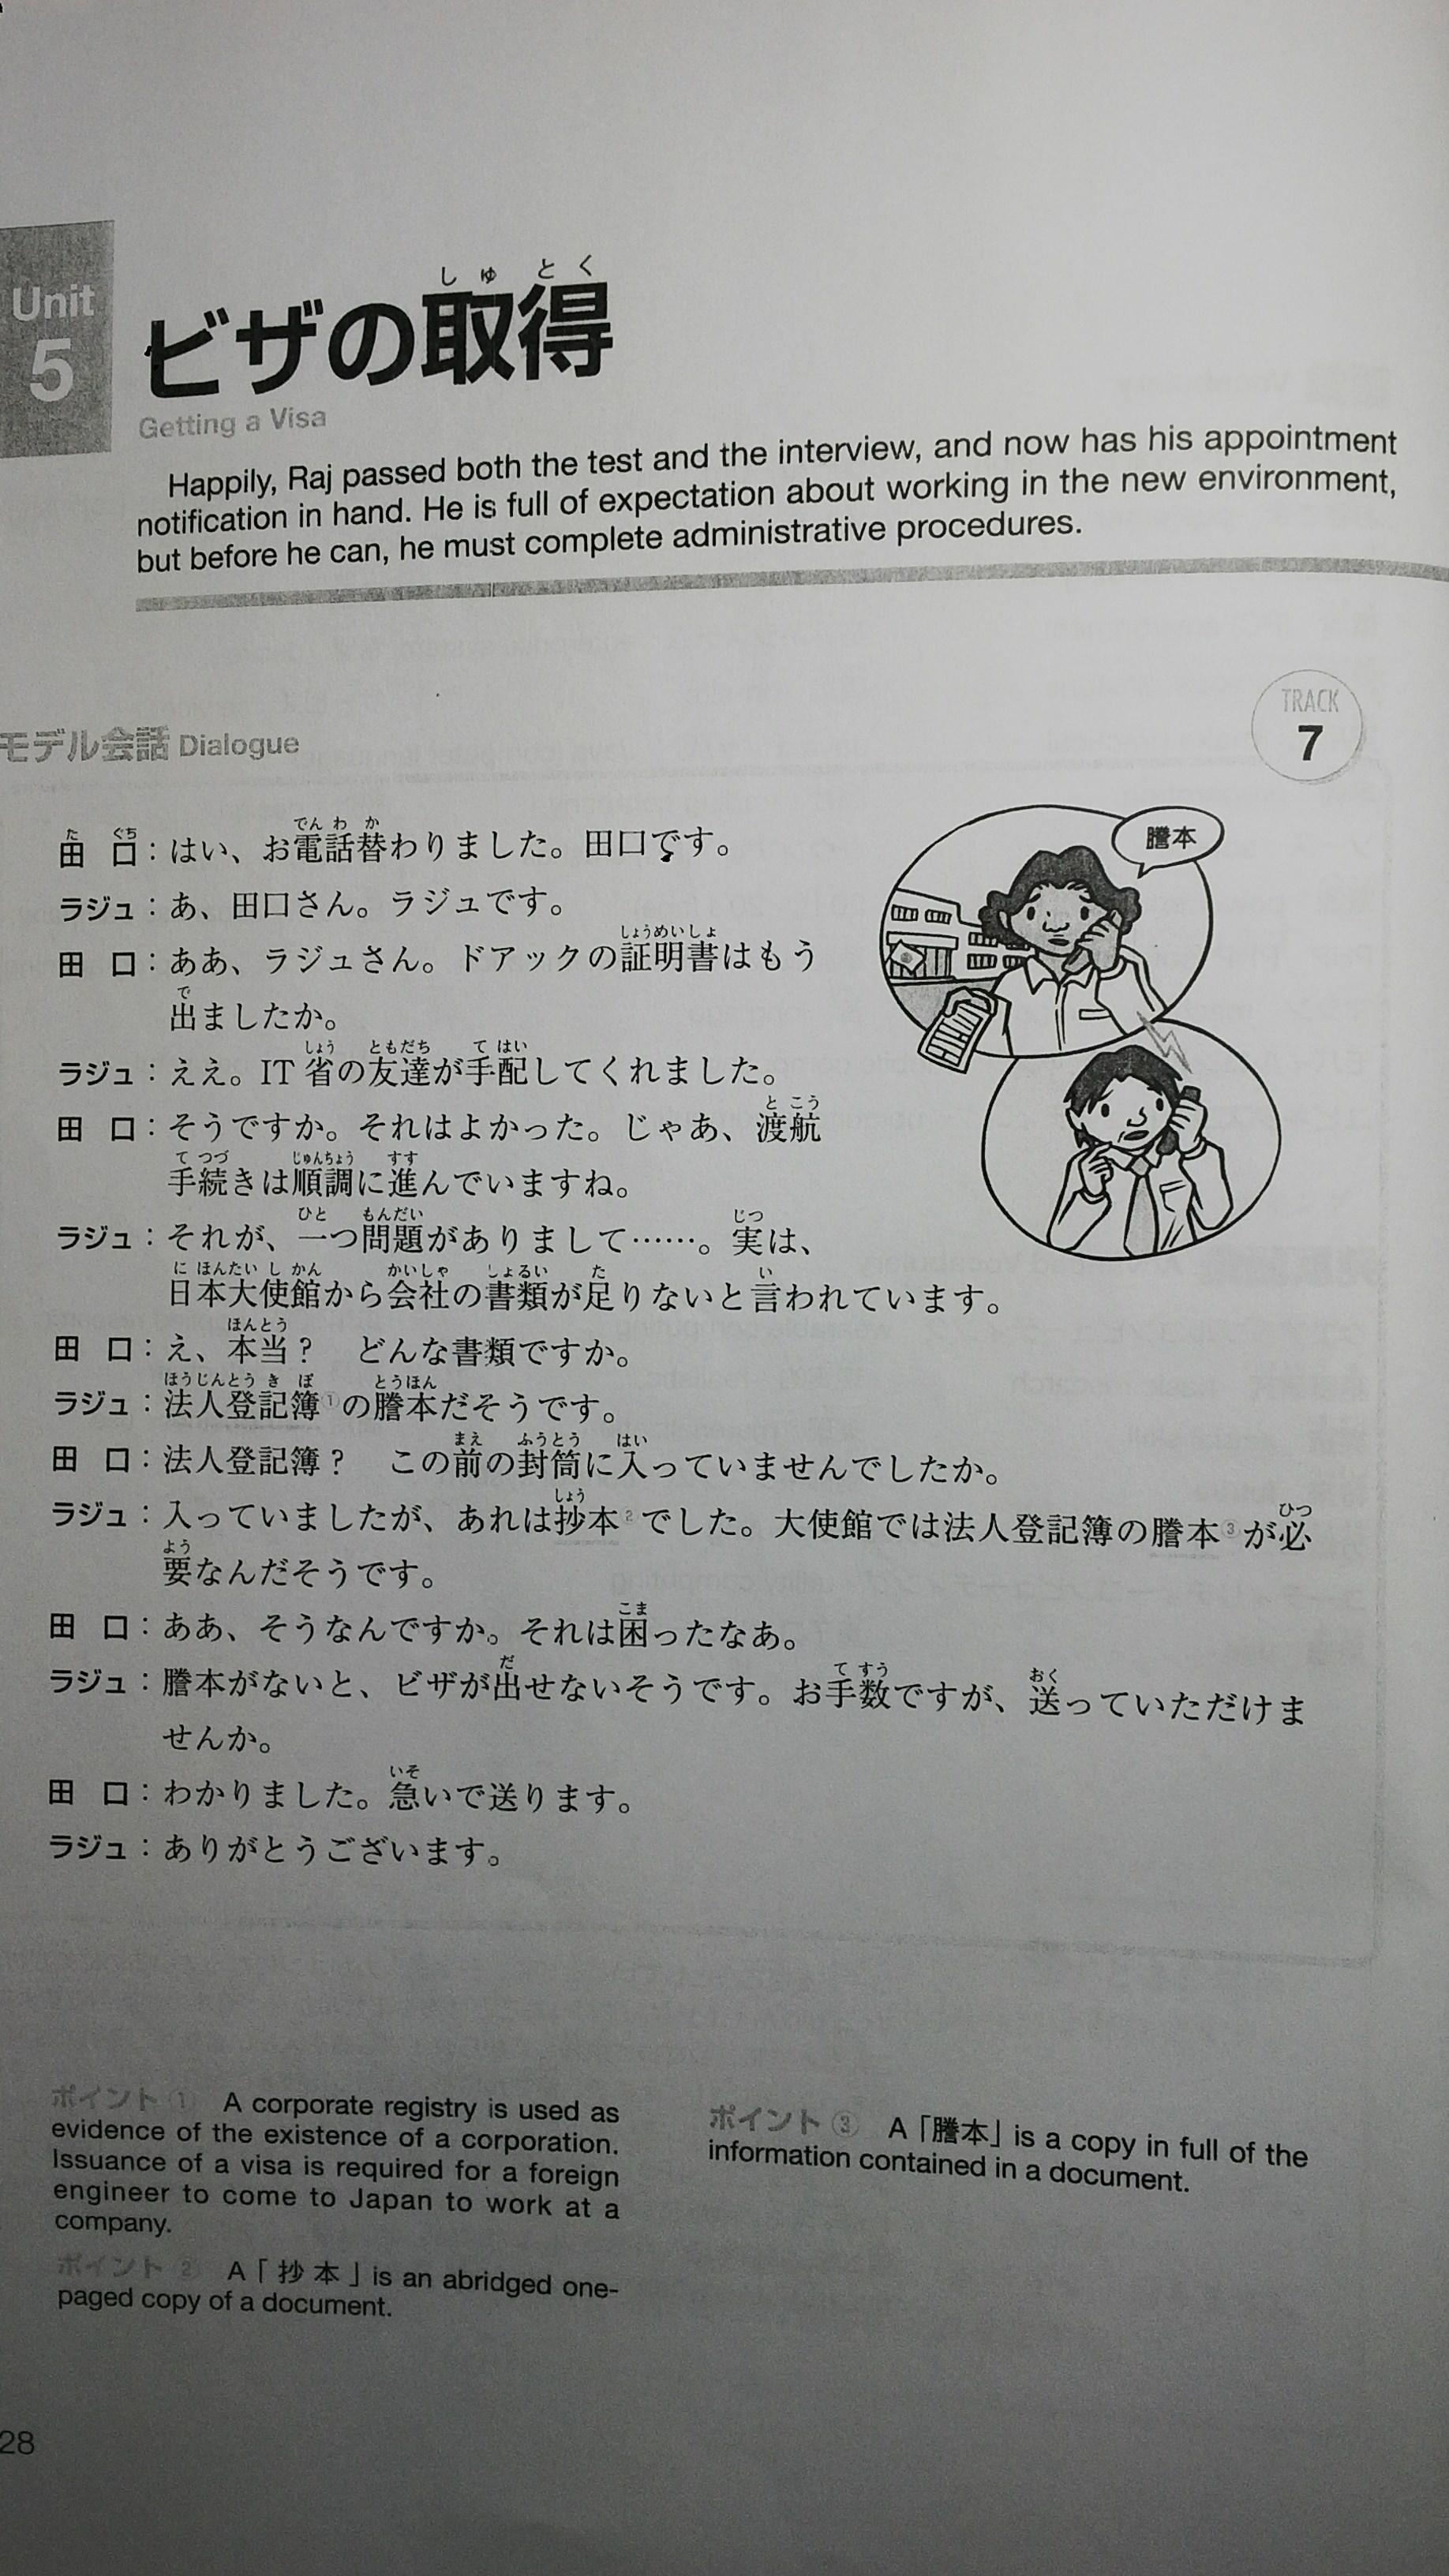 Unit
5
ビザの取得
しゅとく
Getting a Visa
Happily, Raj passed both the test and the interview, and now has his appointment
notification in hand. He is full of expectation about working in the new environment,
but before he can, he must complete administrative procedures.
モデル会話 Dialogue
TRACK
7
田口：はい、お電話替わりました。田口です。
ラジュ：あ、田口さん。ラジュです。
田口：ああ、ラジュさん。ドアックの証明書はもう
出ましたか。
ラジュ：ええ。IT省の友達が手配してくれました。
田口：そうですか。それはよかった。じゃあ、渡航
手続きは順調に進んでいますね。
ラジュ：それが、一つ問題がありまして……。実は、
日本大使館から会社の書類が足りないと言われています。
田口：え、本当？　どんな書類ですか。
ラジュ：法人登記簿①の謄本だそうです。
田口：法人登記簿？　この前の封筒に入っていませんでしたか。
ラジュ：入っていましたが、あれは抄本②でした。大使館では法人登記簿の謄本③が必
要なんだそうです。
田口：ああ、そうなんですか。それは困ったなあ。
ラジュ：謄本がないと、ビザが出せないそうです。お手数ですが、送っていただけま
せんか。
田口：わかりました。急いで送ります。
ラジュ：ありがとうございます。
謄本
ポイント 1 A corporate registry is used as
evidence of the existence of a corporation.
Issuance of a visa is required for a foreign
engineer to come to Japan to work at a
company.
ポイント 2 A「抄本」is an abridged one-
paged copy of a document.
ポイント ③ A「謄本」is a copy in full of the
information contained in a document.
28